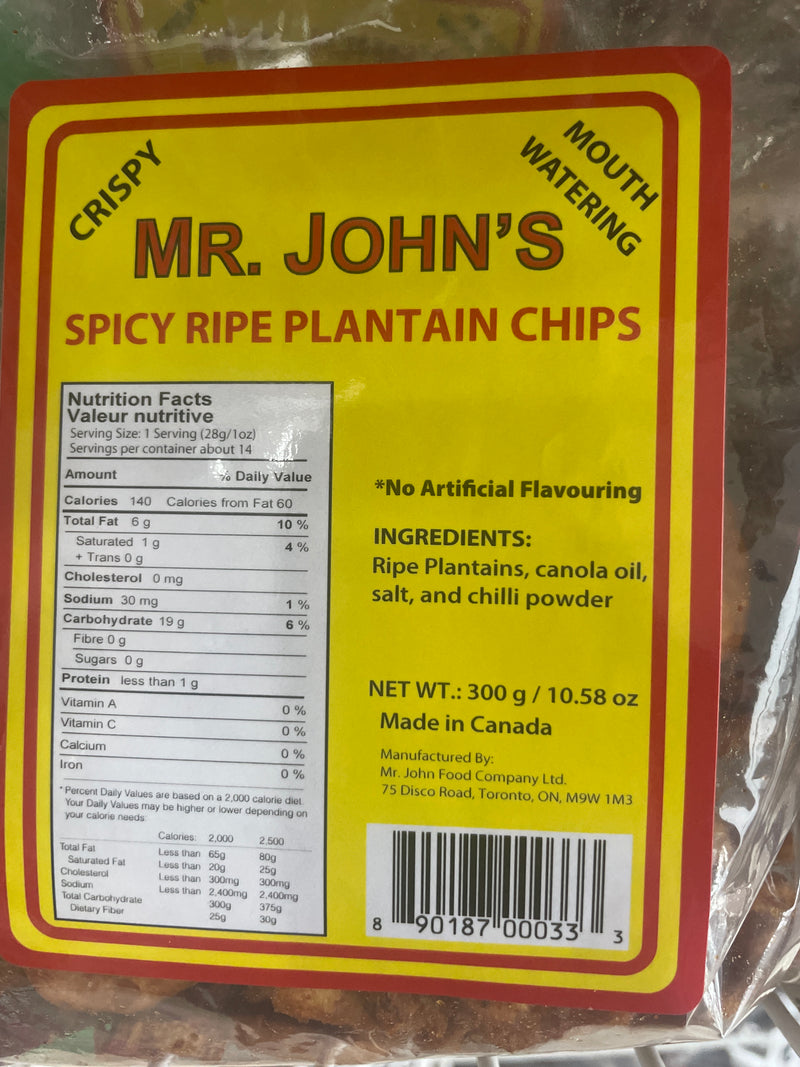 CRISPY
MOUTH
WATERING
MR. JOHN'S
SPICY RIPE PLANTAIN CHIPS
Nutrition Facts
Valeur nutritive
Serving Size: 1 Serving (28g/1oz)
Servings per container about 14
Amount % Daily Value
Calories 140 Calories from Fat 60
Total Fat 6 g 10 %
Saturated 1 g 4 %
+ Trans 0 g
Cholesterol 0 mg
Sodium 30 mg 1 %
Carbohydrate 19 g 6 %
Fibre 0 g
Sugars 0 g
Protein less than 1 g
Vitamin A 0 %
Vitamin C 0 %
Calcium 0 %
Iron 0 %
* Percent Daily Values are based on a 2,000 calorie diet.
Your Daily Values may be higher or lower depending on
your calorie needs:
Calories: 2,000 2,500
Total Fat Less than 65g 80g
Saturated Fat Less than 20g 25g
Cholesterol Less than 300mg 300mg
Sodium Less than 2,400mg 2,400mg
Total Carbohydrate 300g 375g
Dietary Fiber 25g 30g
*No Artificial Flavouring
INGREDIENTS:
Ripe Plantains, canola oil,
salt, and chilli powder
NET WT.: 300 g / 10.58 oz
Made in Canada
Manufactured By:
Mr. John Food Company Ltd.
75 Disco Road, Toronto, ON, M9W 1M3
8 90187 00033 3